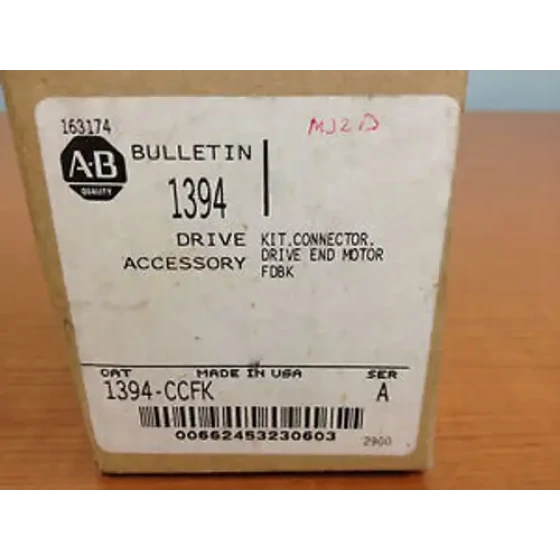 163174
MJ2D
A-B
QUALITY
BULLETIN
1394
DRIVE
ACCESSORY
KIT.CONNECTOR.
DRIVE END MOTOR
FDBK
CAT MADE IN USA SER
1394-CCFK A
00662453230603
2900